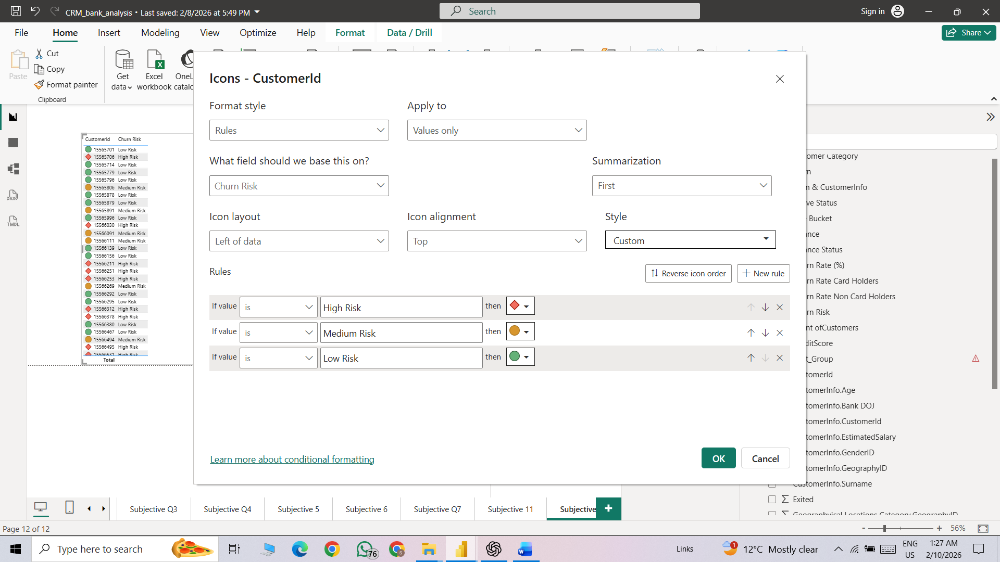 CRM_bank_analysis • Last saved: 2/8/2026 at 5:49 PM
Search
Sign in
File Home Insert Modeling View Optimize Help Format Data / Drill
Share
Paste
Cut
Copy
Format painter
Clipboard
Get data
Excel workbook
Icons - CustomerId
Format style
Apply to
Rules
Values only
What field should we base this on?
Summarization
Churn Risk
First
Icon layout
Icon alignment
Style
Left of data
Top
Custom
Rules
Reverse icon order
New rule
If value is High Risk then
If value is Medium Risk then
If value is Low Risk then
Learn more about conditional formatting
OK
Cancel
CustomerId Churn Risk
15565701 Low Risk
15565706 High Risk
15565714 Low Risk
15565779 Low Risk
15565796 Low Risk
15565806 Medium Risk
15565878 Low Risk
15565879 Low Risk
15565891 Medium Risk
15565996 Low Risk
15566030 High Risk
15566091 Medium Risk
15566111 Medium Risk
15566139 Low Risk
15566156 Low Risk
15566211 High Risk
15566251 High Risk
15566253 High Risk
15566269 Medium Risk
15566292 Low Risk
15566295 Low Risk
15566312 High Risk
15566378 High Risk
15566380 Low Risk
15566467 Low Risk
15566494 Medium Risk
15566495 High Risk
15566531 High Risk
Total
DAX
TMDL
omer Category
rn
n & CustomerInfo
ve Status
Bucket
nce
nce Status
rn Rate (%)
rn Rate Card Holders
rn Rate Non Card Holders
rn Risk
nt ofCustomers
ditScore
t_Group
tomerId
tomerInfo.Age
tomerInfo.Bank DOJ
tomerInfo.CustomerId
tomerInfo.EstimatedSalary
tomerInfo.GenderID
tomerInfo.GeographyID
CustomerInfo.Surname
Exited
Subjective Q3
Subjective Q4
Subjective 5
Subjective 6
Subjective Q7
Subjective 11
Subjective
Page 12 of 12
- + 56%
Type here to search
76
Links
1
12°C Mostly clear
ENG
US
1:27 AM
2/10/2026